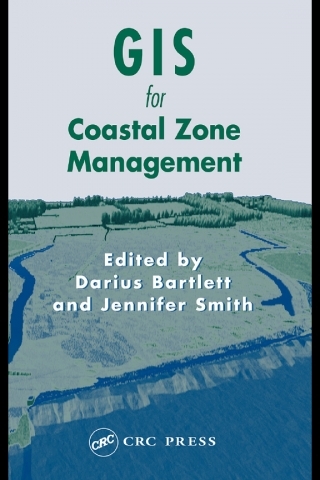 GIS
for
Coastal Zone
Management
Edited by
Darius Bartlett
and Jennifer Smith
CRC CRC PRESS